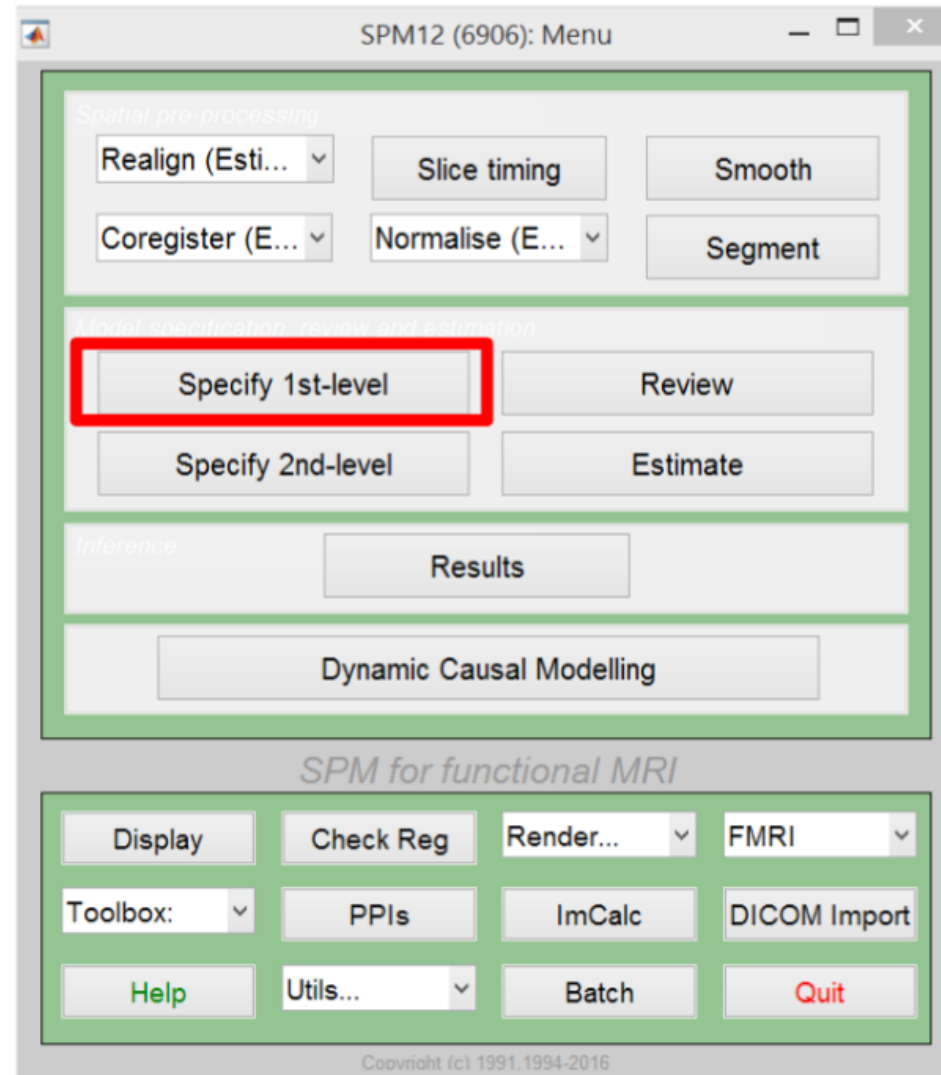 SPM12 (6906): Menu
Spatial pre-processing
Realign (Esti...
Slice timing
Smooth
Coregister (E...
Normalise (E...
Segment
Model specification, review and estimation
Specify 1st-level
Review
Specify 2nd-level
Estimate
Inference
Results
Dynamic Causal Modelling
SPM for functional MRI
Display
Check Reg
Render...
FMRI
Toolbox:
PPIs
ImCalc
DICOM Import
Help
Utils...
Batch
Quit
Copyright (c) 1991,1994-2016